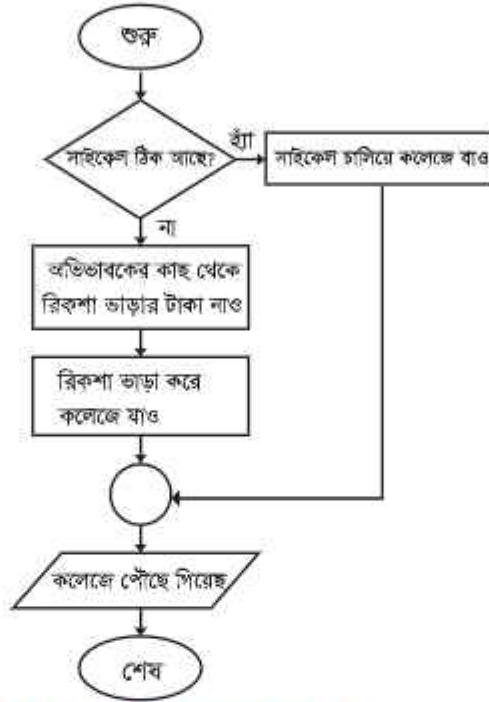 শুরু
সাইকেল ঠিক আছে?
হ্যাঁ
সাইকেল চালিয়ে কলেজে যাও
না
অভিভাবকের কাছ থেকে
রিকশা ভাড়ার টাকা নাও
রিকশা ভাড়া করে
কলেজে যাও
কলেজে পৌঁছে গিয়েছ
শেষ